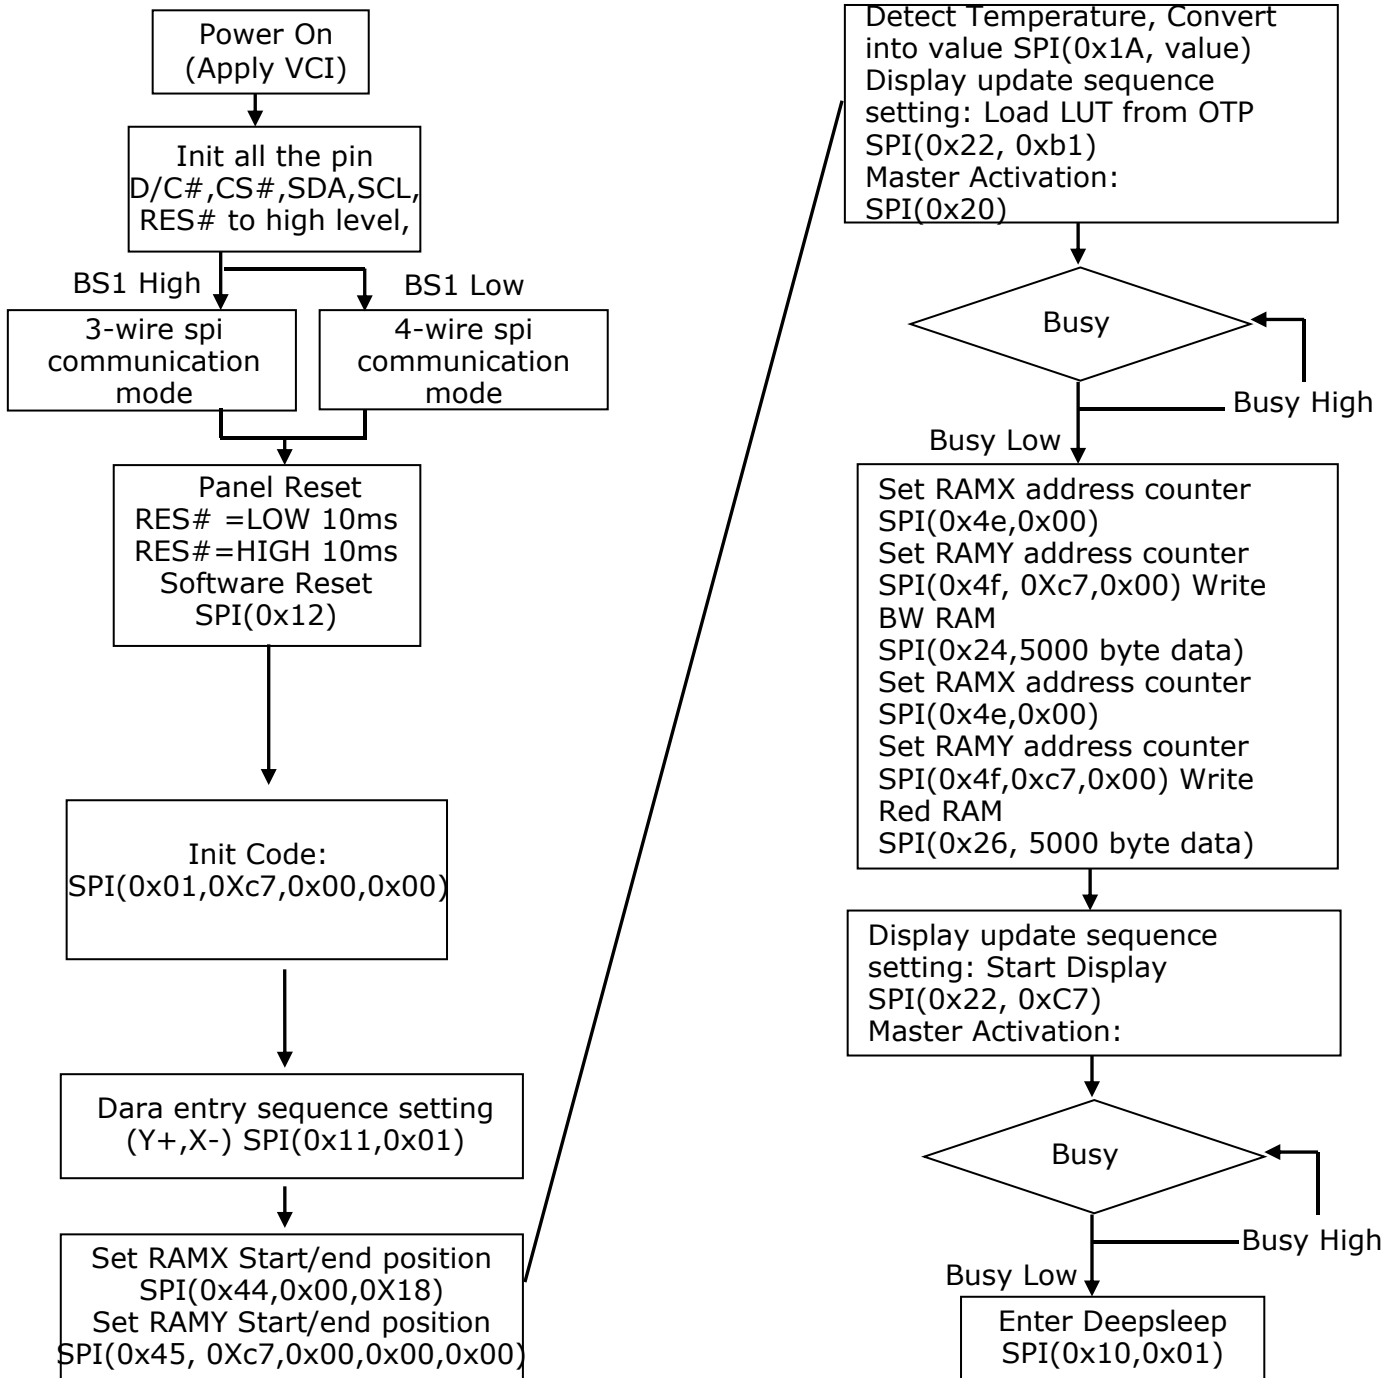 Power On
(Apply VCI)
Init all the pin
D/C#,CS#,SDA,SCL,
RES# to high level,
BS1 High
BS1 Low
3-wire spi
communication
mode
4-wire spi
communication
mode
Panel Reset
RES# =LOW 10ms
RES#=HIGH 10ms
Software Reset
SPI(0x12)
Init Code:
SPI(0x01,0Xc7,0x00,0x00)
Dara entry sequence setting
(Y+,X-) SPI(0x11,0x01)
Set RAMX Start/end position
SPI(0x44,0x00,0X18)
Set RAMY Start/end position
SPI(0x45, 0Xc7,0x00,0x00,0x00)
Detect Temperature, Convert
into value SPI(0x1A, value)
Display update sequence
setting: Load LUT from OTP
SPI(0x22, 0xb1)
Master Activation:
SPI(0x20)
Busy
Busy High
Busy Low
Set RAMX address counter
SPI(0x4e,0x00)
Set RAMY address counter
SPI(0x4f, 0Xc7,0x00) Write
BW RAM
SPI(0x24,5000 byte data)
Set RAMX address counter
SPI(0x4e,0x00)
Set RAMY address counter
SPI(0x4f,0xc7,0x00) Write
Red RAM
SPI(0x26, 5000 byte data)
Display update sequence
setting: Start Display
SPI(0x22, 0xC7)
Master Activation:
Busy
Busy High
Busy Low
Enter Deepsleep
SPI(0x10,0x01)